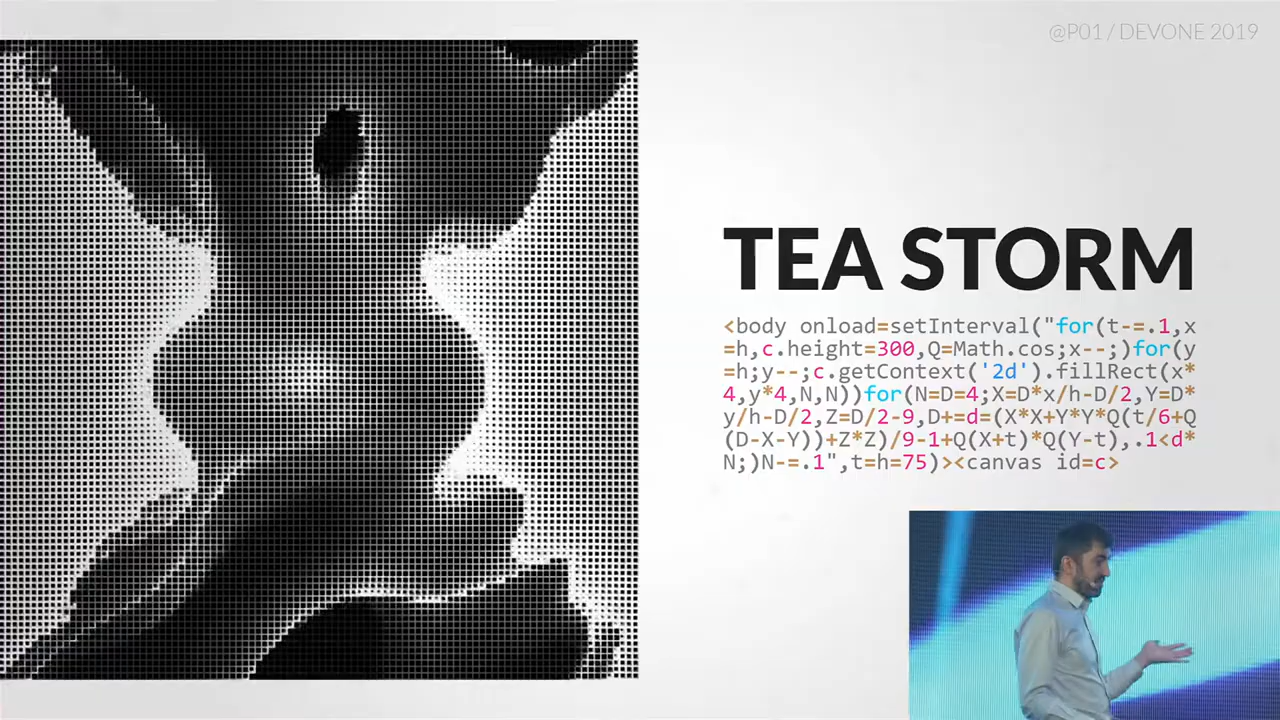 @P01 / DEVONE 2019
TEA STORM
<body onload=setInterval("for(t-=.1,x
=h,c.height=300,Q=Math.cos;x--;)for(y
=h;y--;c.getContext('2d').fillRect(x*
4,y*4,N,N))for(N=D=4;X=D*x/h-D/2,Y=D*
y/h-D/2,Z=D/2-9,D+=d=(X*X+Y*Y*Q(t/6+Q
(D-X-Y))+Z*Z)/9-1+Q(X+t)*Q(Y-t),.1<d*
N;)N-=.1",t=h=75)><canvas id=c>